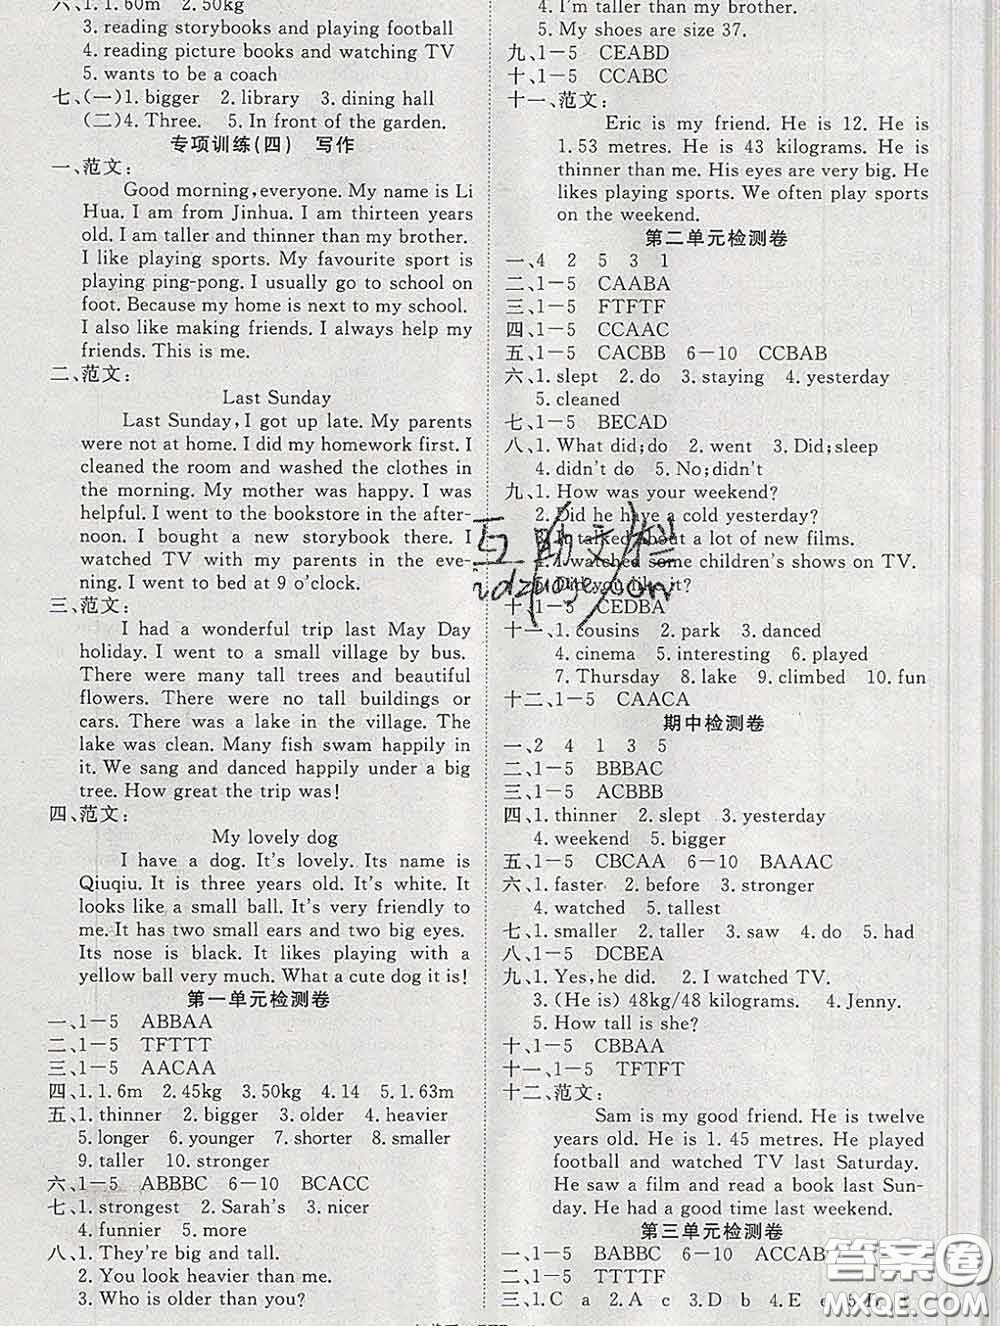 六、1. 1.60m 2. 50kg
3. reading storybooks and playing football
4. reading picture books and watching TV
5. wants to be a coach
七、(一)1. bigger 2. library 3. dining hall
(二)4. Three. 5. In front of the garden.
专项训练(四) 写作
一、范文:
Good morning, everyone. My name is Li
Hua. I am from Jinhua. I am thirteen years
old. I am taller and thinner than my brother.
I like playing sports. My favourite sport is
playing ping-pong. I usually go to school on
foot. Because my home is next to my school.
I also like making friends. I always help my
friends. This is me.
二、范文:
Last Sunday
Last Sunday, I got up late. My parents
were not at home. I did my homework first. I
cleaned the room and washed the clothes in
the morning. My mother was happy. I was
helpful. I went to the bookstore in the after-
noon. I bought a new storybook there. I
watched TV with my parents in the eve-
ning. I went to bed at 9 o'clock.
三、范文:
I had a wonderful trip last May Day
holiday. I went to a small village by bus.
There were many tall trees and beautiful
flowers. There were no tall buildings or
cars. There was a lake in the village. The
lake was clean. Many fish swam happily in
it. We sang and danced happily under a big
tree. How great the trip was!
四、范文:
My lovely dog
I have a dog. It's lovely. Its name is
Qiuqiu. It is three years old. It's white. It
looks like a small ball. It's very friendly to
me. It has two small ears and two big eyes.
Its nose is black. It likes playing with a
yellow ball very much. What a cute dog it is!
第一单元检测卷
一、1-5 ABBAA
二、1-5 TFTTT
三、1-5 AACAA
四、1. 1.6m 2. 45kg 3. 50kg 4. 14 5. 1.63m
五、1. thinner 2. bigger 3. older 4. heavier
5. longer 6. younger 7. shorter 8. smaller
9. taller 10. stronger
六、1-5 ABBBC 6-10 BCACC
七、1. strongest 2. Sarah's 3. nicer
4. funnier 5. more
八、1. They're big and tall.
2. You look heavier than me.
3. Who is older than you?
4. I'm taller than my brother.
5. My shoes are size 37.
九、1-5 CEABD
十、1-5 CCABC
十一、范文:
Eric is my friend. He is 12. He is
1.53 metres. He is 43 kilograms. He is
thinner than me. His eyes are very big. He
likes playing sports. We often play sports
on the weekend.
第二单元检测卷
一、4 2 5 3 1
二、1-5 CAABA
三、1-5 FTFTF
四、1-5 CCAAC
五、1-5 CACBB 6-10 CCBAB
六、1. slept 2. do 3. staying 4. yesterday
5. cleaned
七、1-5 BECAD
八、1. What did; do 2. went 3. Did; sleep
4. didn't do 5. No; didn't
九、1. How was your weekend?
2. Did he have a cold yesterday?
3. I talked about a lot of new films.
4. I watched some children's shows on TV.
5. Did you like it?
十、1-5 CEDBA
十一、1. cousins 2. park 3. danced
4. cinema 5. interesting 6. played
7. Thursday 8. lake 9. climbed 10. fun
十二、1-5 CAACA
期中检测卷
一、2 4 1 3 5
二、1-5 BBBAC
三、1-5 ACBBB
四、1. thinner 2. slept 3. yesterday
4. weekend 5. bigger
五、1-5 CBCAA 6-10 BAAAC
六、1. faster 2. before 3. stronger
4. watched 5. tallest
七、1. smaller 2. taller 3. saw 4. do 5. had
八、1-5 DCBEA
九、1. Yes, he did. 2. I watched TV.
3. (He is) 48kg/48 kilograms. 4. Jenny.
5. How tall is she?
十、1-5 CBBAA
十一、1-5 TFTFT
十二、范文:
Sam is my good friend. He is twelve
years old. He is 1.45 metres. He played
football and watched TV last Saturday.
He saw a film and read a book last Sun-
day. He had a good time last weekend.
第三单元检测卷
一、1-5 BABBC 6-10 ACCAB
二、1-5 TTTTF
三、1. C a 2. A c 3. D b 4. E e
答案圈